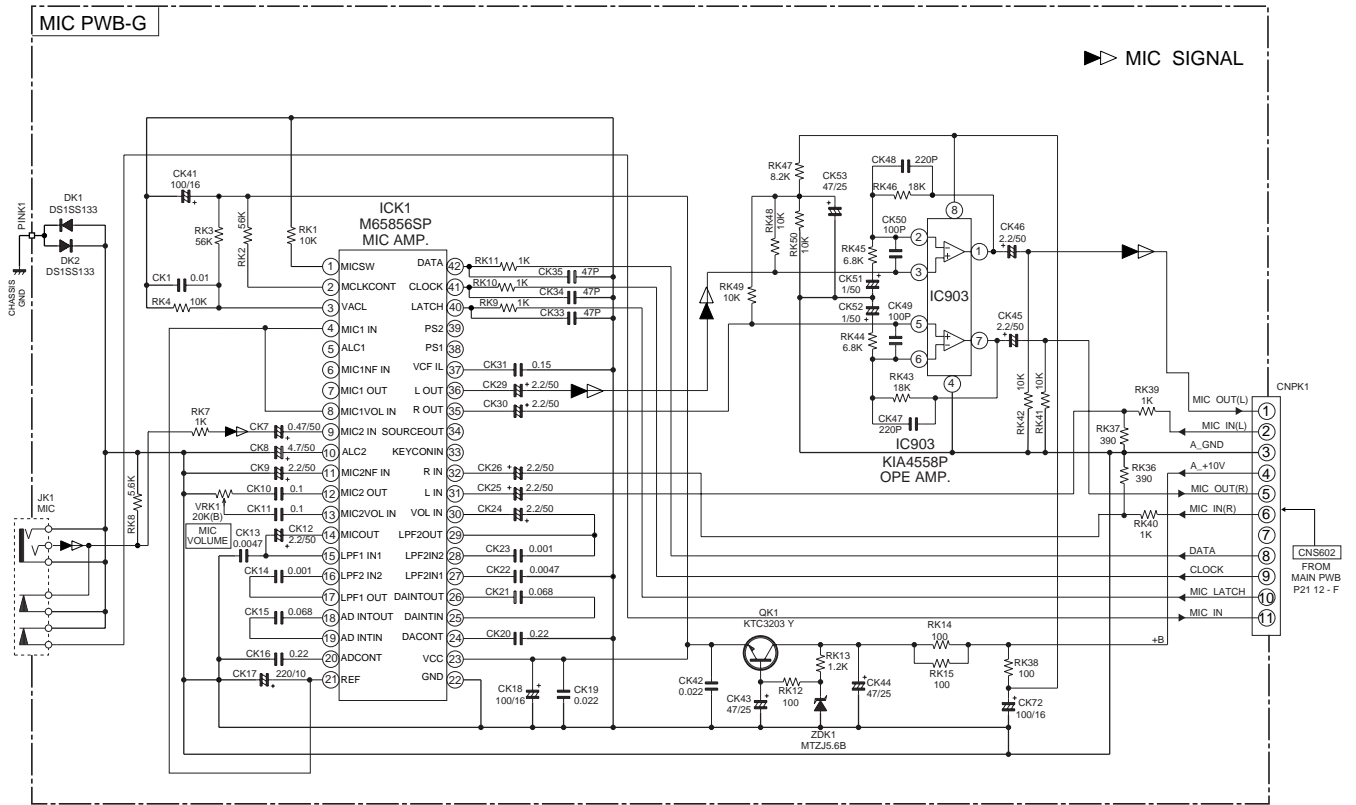 MIC PWB-G
MIC SIGNAL
PINK1
CHASSIS
GND
DK1
DS1SS133
DK2
DS1SS133
CK41
100/16
RK3
56K
RK2
56K
RK1
10K
CK1
0.01
RK4
10K
ICK1
M65856SP
MIC AMP.
1 MICSW
2 MCLKCONT
3 VACL
4 MIC1 IN
5 ALC1
6 MIC1NF IN
7 MIC1 OUT
8 MIC1VOL IN
9 MIC2 IN
10 ALC2
11 MIC2NF IN
12 MIC2 OUT
13 MIC2VOL IN
14 MICOUT
15 LPF1 IN1
16 LPF2 IN2
17 LPF1 OUT
18 AD INTOUT
19 AD INTIN
20 ADCONT
21 REF
DATA 42
CLOCK 41
LATCH 40
PS2 39
PS1 38
VCF IL 37
L OUT 36
R OUT 35
SOURCEOUT 34
KEYCONIN 33
R IN 32
L IN 31
VOL IN 30
LPF2OUT 29
LPF2IN2 28
LPF2IN1 27
DAINTOUT 26
DAINTIN 25
DACONT 24
VCC 23
GND 22
RK7
1K
CK7 0.47/50
CK8 4.7/50
CK9 2.2/50
CK10 0.1
CK11 0.1
VRK1
20K(B)
MIC
VOLUME
CK13
0.0047
CK12
2.2/50
CK14 0.001
CK15 0.068
CK16 0.22
CK17 220/10
RK8
5.6K
JK1
MIC
RK11 1K
CK35 47P
RK10 1K
CK34 47P
RK9 1K
CK33 47P
CK31 0.15
CK29 2.2/50
CK30 2.2/50
CK26 2.2/50
CK25 2.2/50
CK24 2.2/50
CK23 0.001
CK22 0.0047
CK21 0.068
CK20 0.22
CK18
100/16
CK19
0.022
RK47
8.2K
RK48
10K
RK50
10K
RK49
10K
CK53
47/25
CK48 220P
RK46 18K
CK50
100P
RK45
6.8K
CK51
1/50
CK52
1/50
CK49
100P
RK44
6.8K
RK43
18K
CK47
220P
8
2
3
1
IC903
5
6
7
4
IC903
KIA4558P
OPE AMP.
CK46
2.2/50
CK45
2.2/50
RK42
10K
RK41
10K
RK39
1K
RK37
390
RK36
390
RK40
1K
CNPK1
MIC OUT(L) 1
MIC IN(L) 2
A_GND 3
A_+10V 4
MIC OUT(R) 5
MIC IN(R) 6
7
DATA 8
CLOCK 9
MIC LATCH 10
MIC IN 11
CNS602
FROM
MAIN PWB
P21 12 - F
QK1
KTC3203 Y
CK42
0.022
CK43
47/25
RK12
100
RK13
1.2K
ZDK1
MTZJ5.6B
CK44
47/25
RK14
100
RK15
100
+B
RK38
100
CK72
100/16